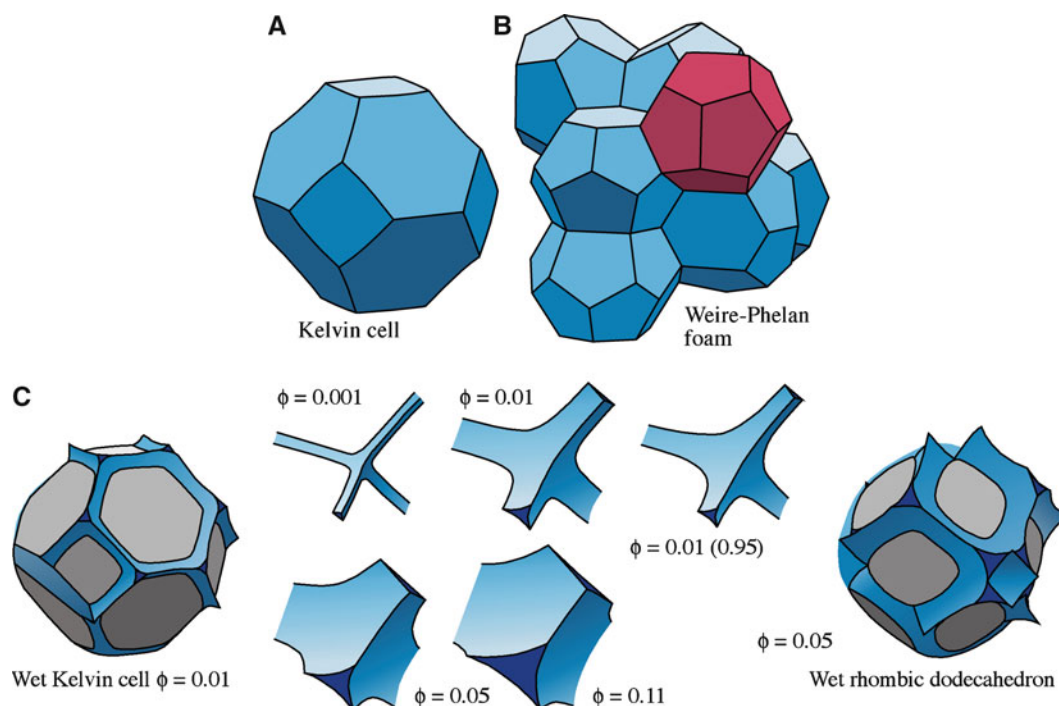 A
B
Kelvin cell
Weire-Phelan
foam
C
ϕ = 0.001
ϕ = 0.01
ϕ = 0.01 (0.95)
ϕ = 0.05
Wet Kelvin cell ϕ = 0.01
ϕ = 0.05
ϕ = 0.11
Wet rhombic dodecahedron